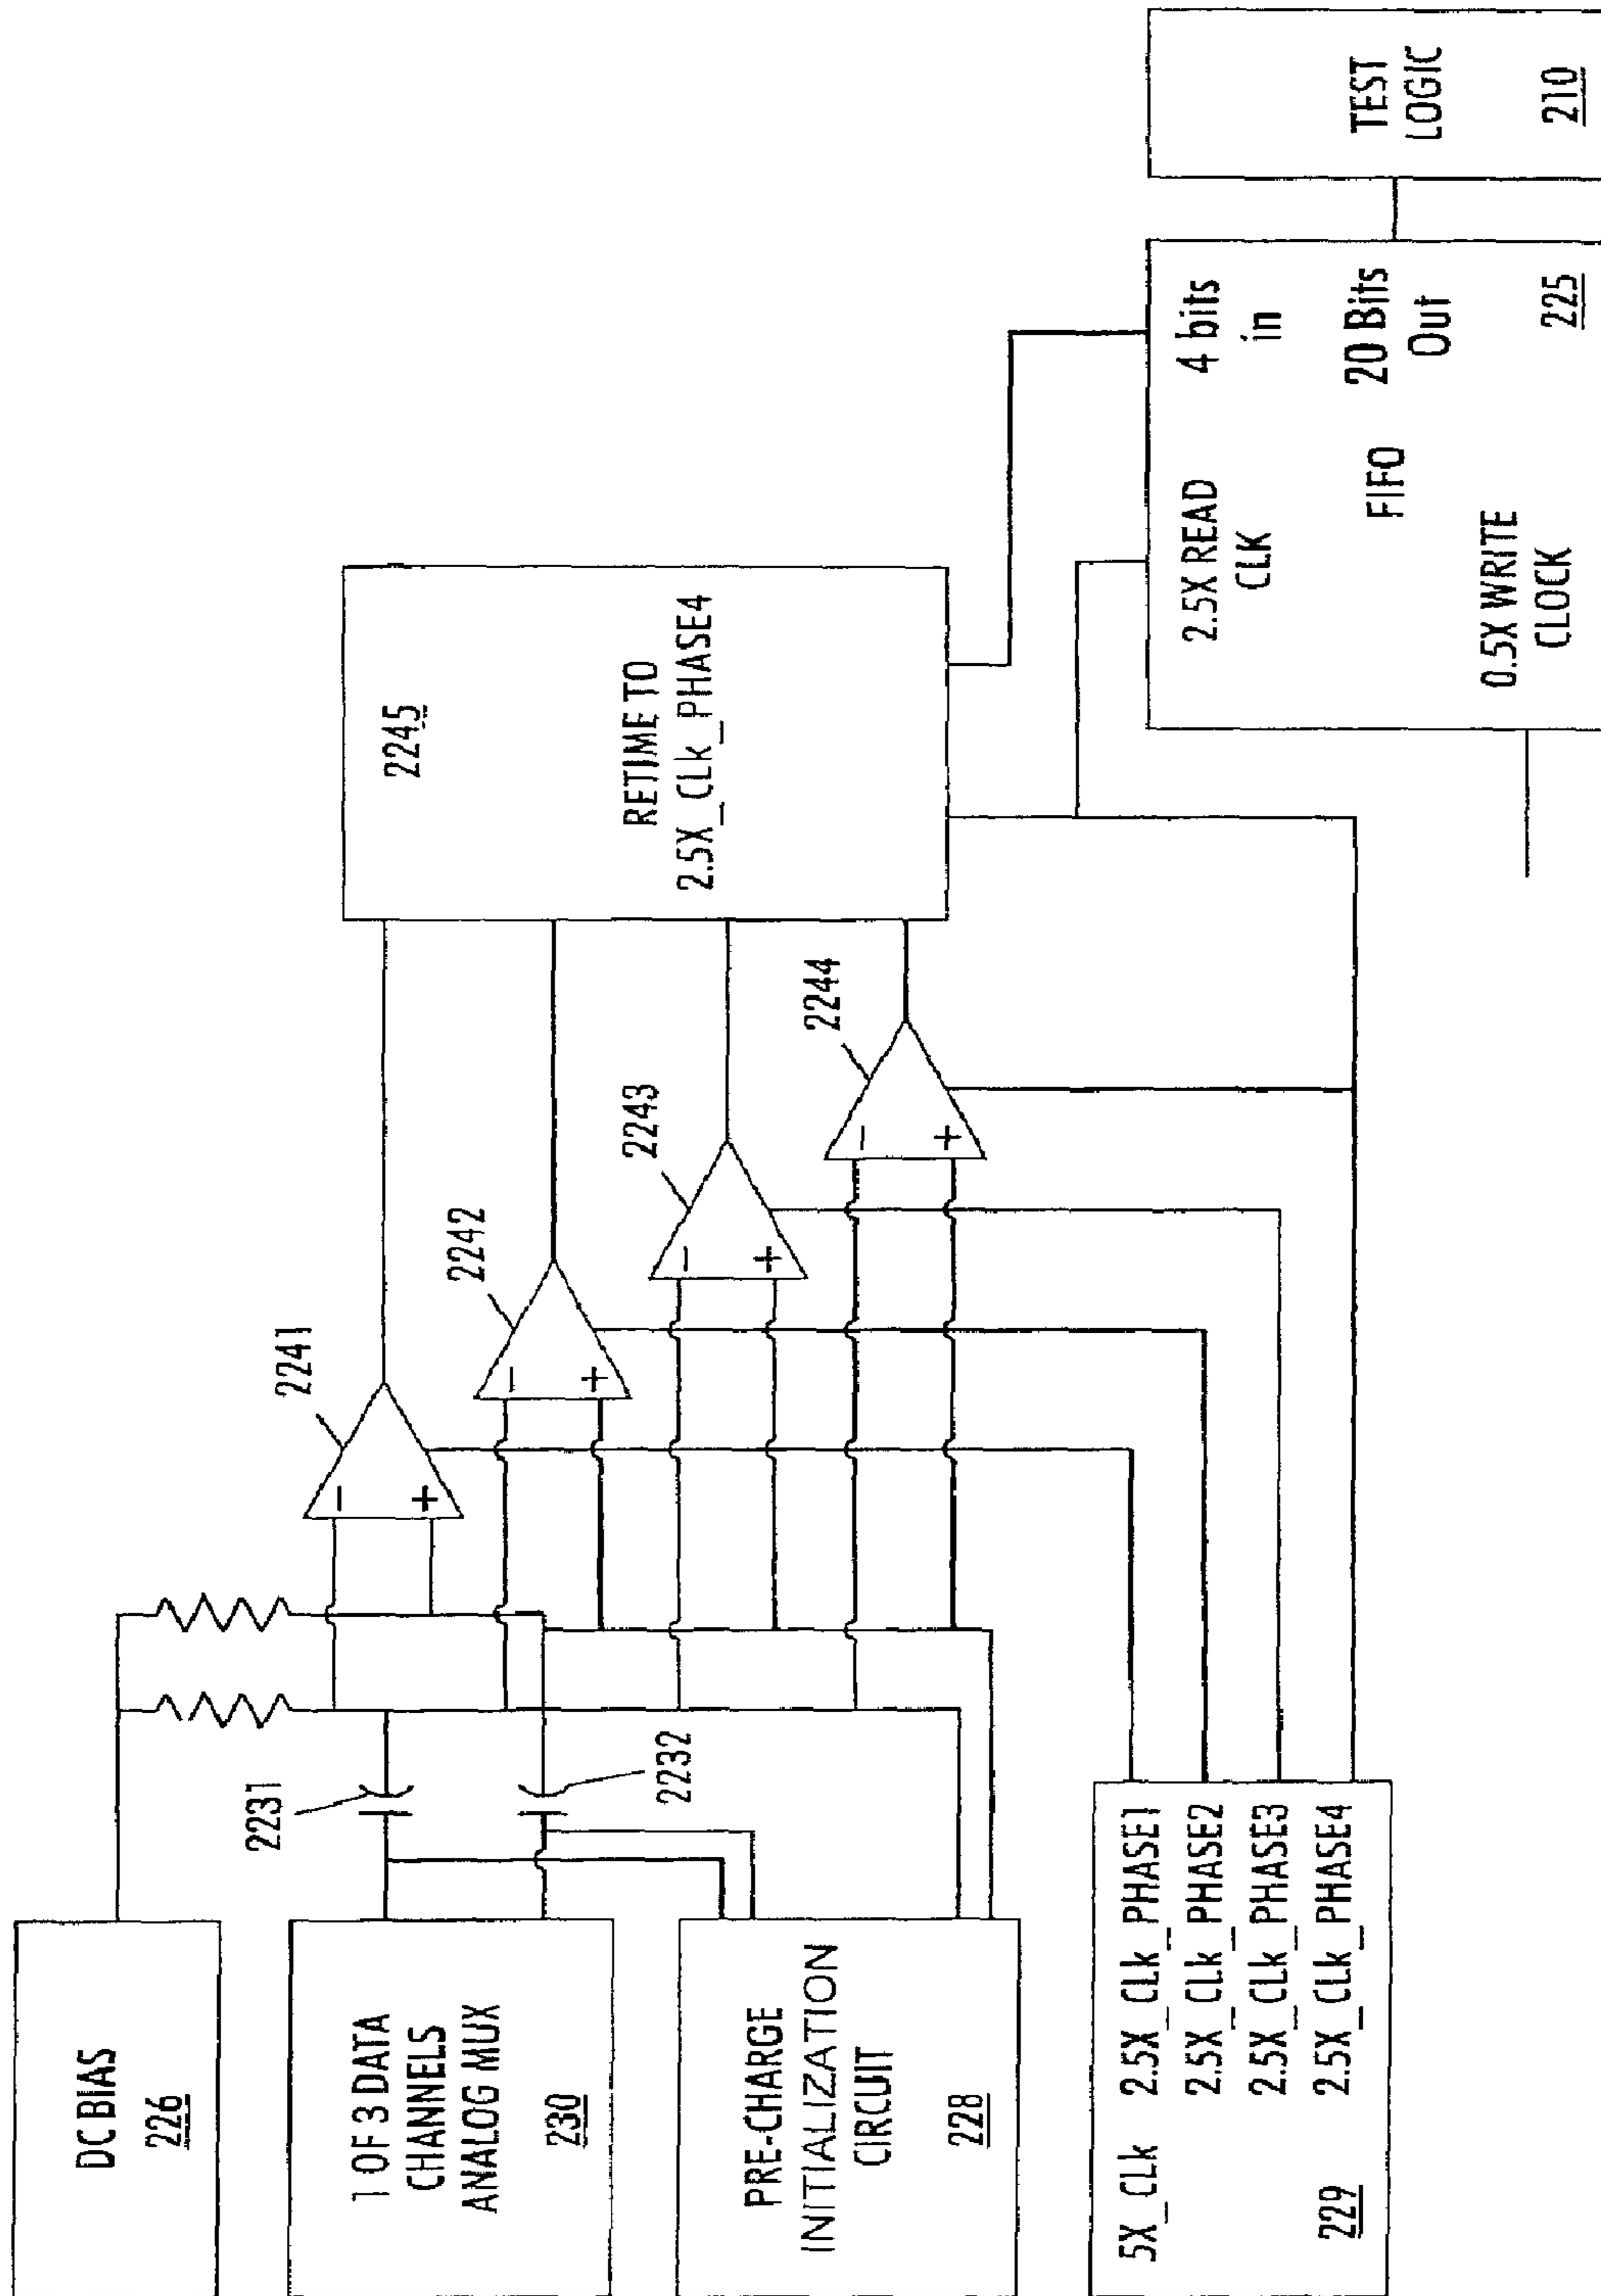 DC BIAS
226
1 OF 3 DATA
CHANNELS
ANALOG MUX
230
PRE-CHARGE
INITIALIZATION
CIRCUIT
228
5X_CLk 2.5X_CLk_PHASE1
2.5X_CLk_PHASE2
2.5X_CLk_PHASE3
229 2.5X_CLk_PHASE4
2231
2232
2241
-
+
2242
-
+
2243
-
+
2244
-
+
2245
RETIME TO
2.5X_CLk_PHASE4
2.5X READ
CLK
4 bits
in
FIFO
20 Bits
Out
0.5X WRITE
CLOCK
225
TEST
LOGIC
210